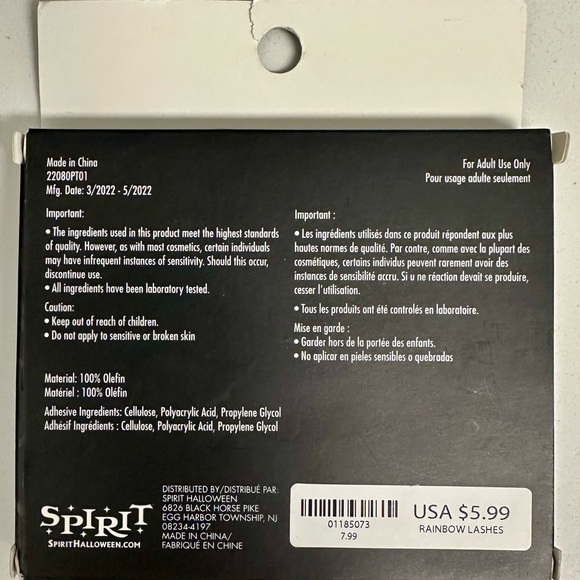 Made in China
22080PT01
Mfg. Date: 3/2022 - 5/2022
For Adult Use Only
Pour usage adulte seulement
Important:
• The ingredients used in this product meet the highest standards
of quality. However, as with most cosmetics, certain individuals
may have infrequent instances of sensitivity. Should this occur,
discontinue use.
• All ingredients have been laboratory tested.
Caution:
• Keep out of reach of children.
• Do not apply to sensitive or broken skin
Important :
• Les ingrédients utilisés dans ce produit répondent aux plus
hautes normes de qualité. Par contre, comme avec la plupart des
cosmétiques, certains individus peuvent rarement avoir des
instances de sensibilité accru. Si u ne réaction devait se produire,
cesser l'utilisation.
• Tous les produits ont été controlés en laboratoire.
Mise en garde :
• Garder hors de la portée des enfants.
• No aplicar en pieles sensibles o quebradas
Material: 100% Olefin
Matériel : 100% Oléfin
Adhesive Ingredients: Cellulose, Polyacrylic Acid, Propylene Glycol
Adhésif Ingrédients : Cellulose, Polyacrylic Acid, Propylene Glycol
SPIRIT
SPIRITHALLOWEEN.COM
DISTRIBUTED BY/DISTRIBUÉ PAR:
SPIRIT HALLOWEEN
6826 BLACK HORSE PIKE
EGG HARBOR TOWNSHIP, NJ
08234-4197
MADE IN CHINA/
FABRIQUÉ EN CHINE
01185073
7.99
USA $5.99
RAINBOW LASHES